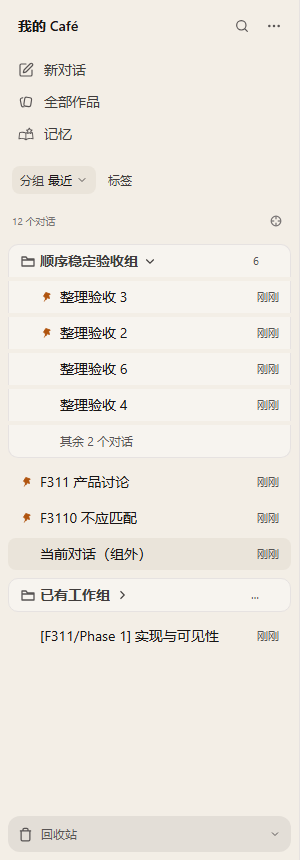 我的 Café
新对话
全部作品
记忆
分组 最近 标签
12 个对话
顺序稳定验收组 6
整理验收 3 刚刚
整理验收 2 刚刚
整理验收 6 刚刚
整理验收 4 刚刚
其余 2 个对话
F311 产品讨论 刚刚
F3110 不应匹配 刚刚
当前对话（组外） 刚刚
已有工作组 ...
[F311/Phase 1] 实现与可见性 刚刚
回收站